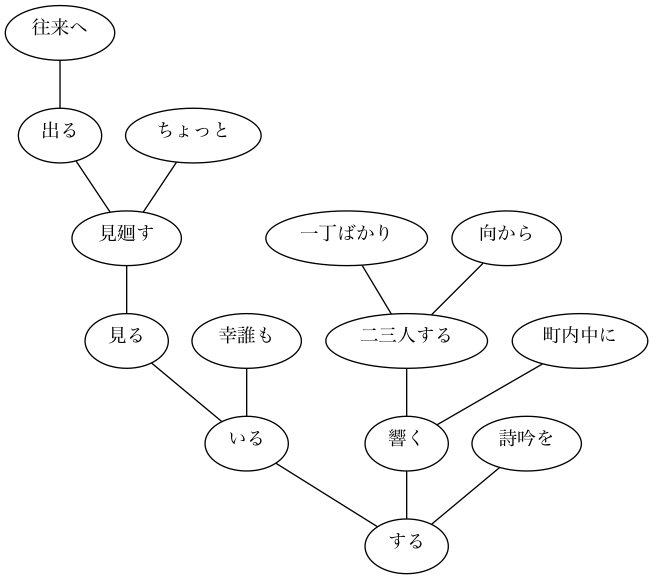 往来へ
出る
ちょっと
見廻す
一丁ばかり
向から
見る
幸誰も
二三人する
町内中に
いる
響く
詩吟を
する